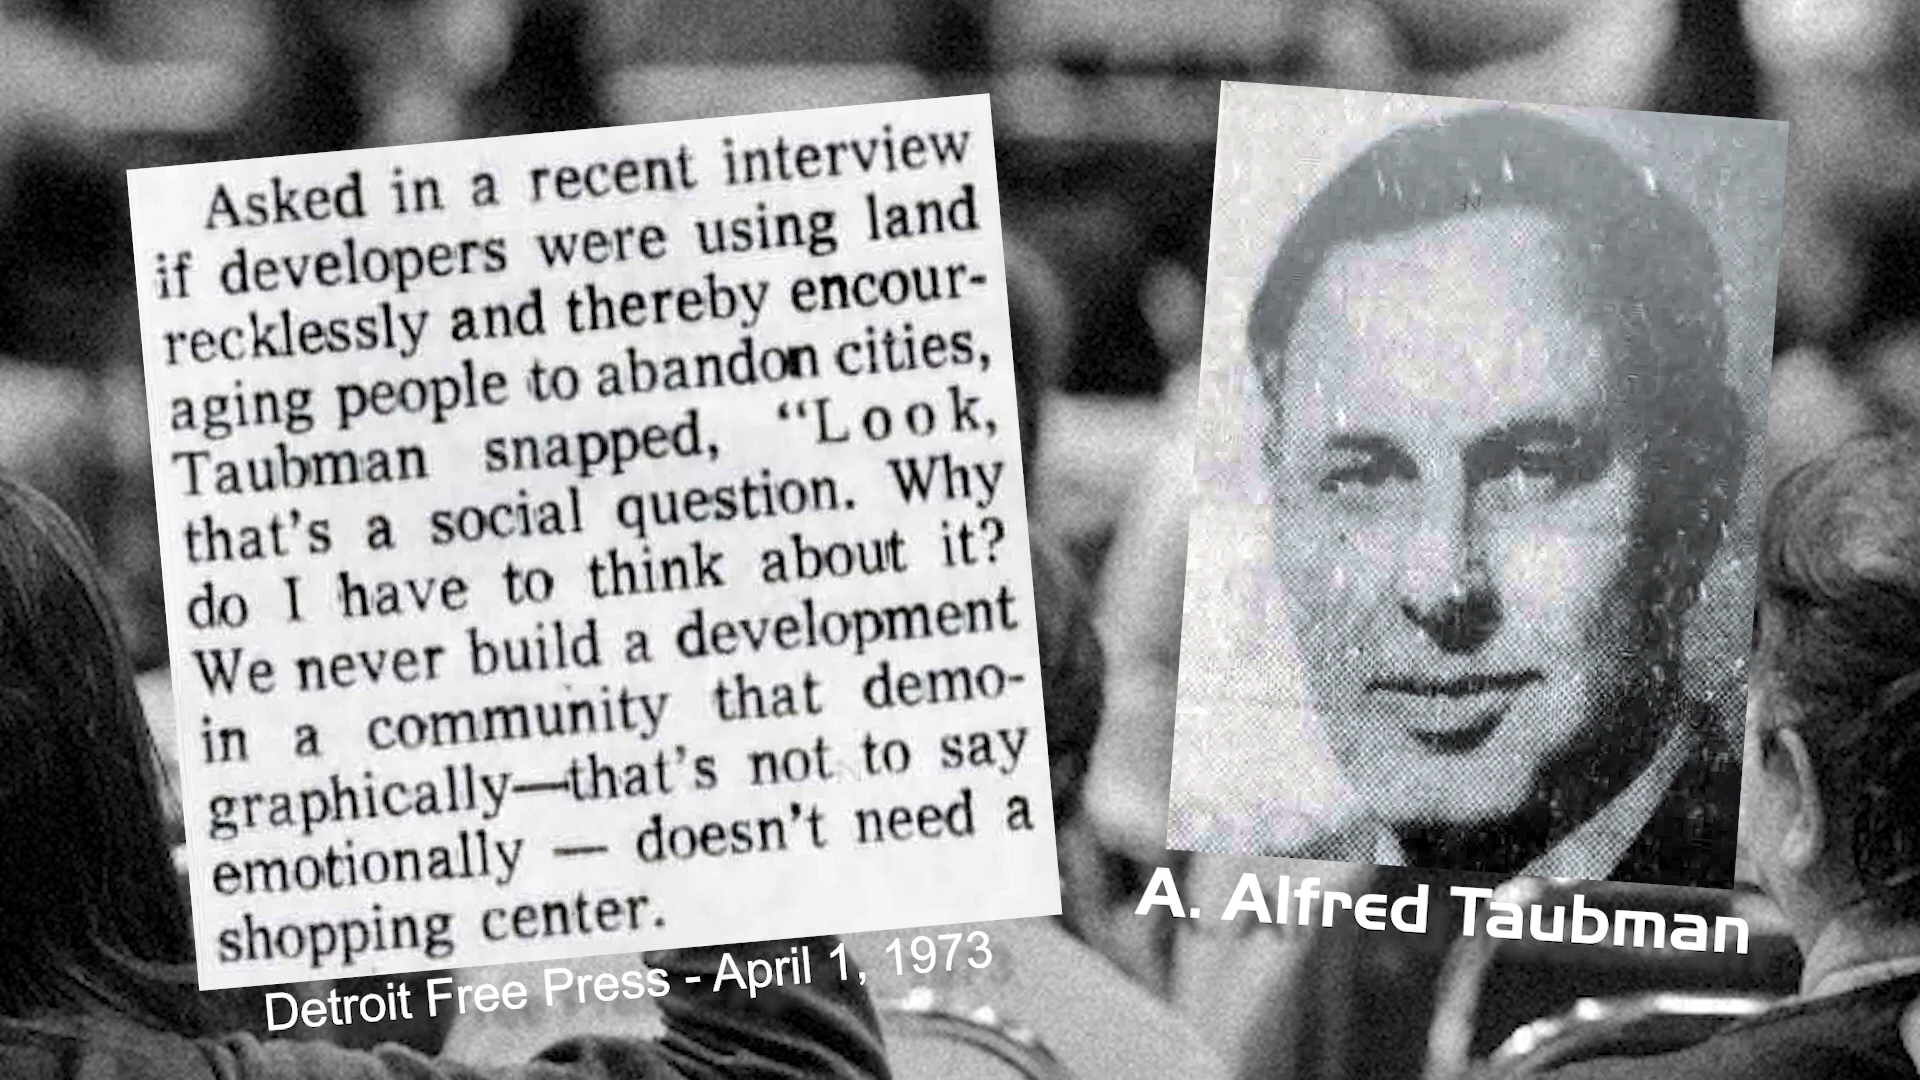 Asked in a recent interview
if developers were using land
recklessly and thereby encour-
aging people to abandon cities,
Taubman snapped, “Look,
that's a social question. Why
do I have to think about it?
We never build a development
in a community that demo-
graphically—that's not to say
emotionally — doesn't need a
shopping center.
Detroit Free Press - April 1, 1973
A. Alfred Taubman